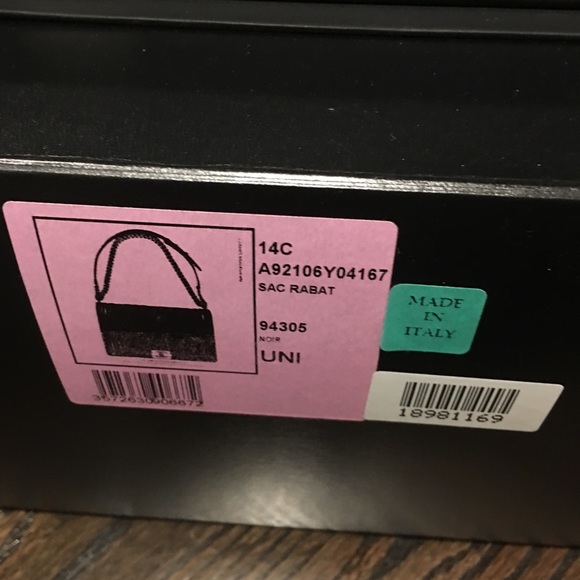 14C
A92106Y04167
SAC RABAT
94305
NOIR
UNI
MADE
IN
ITALY
18981169